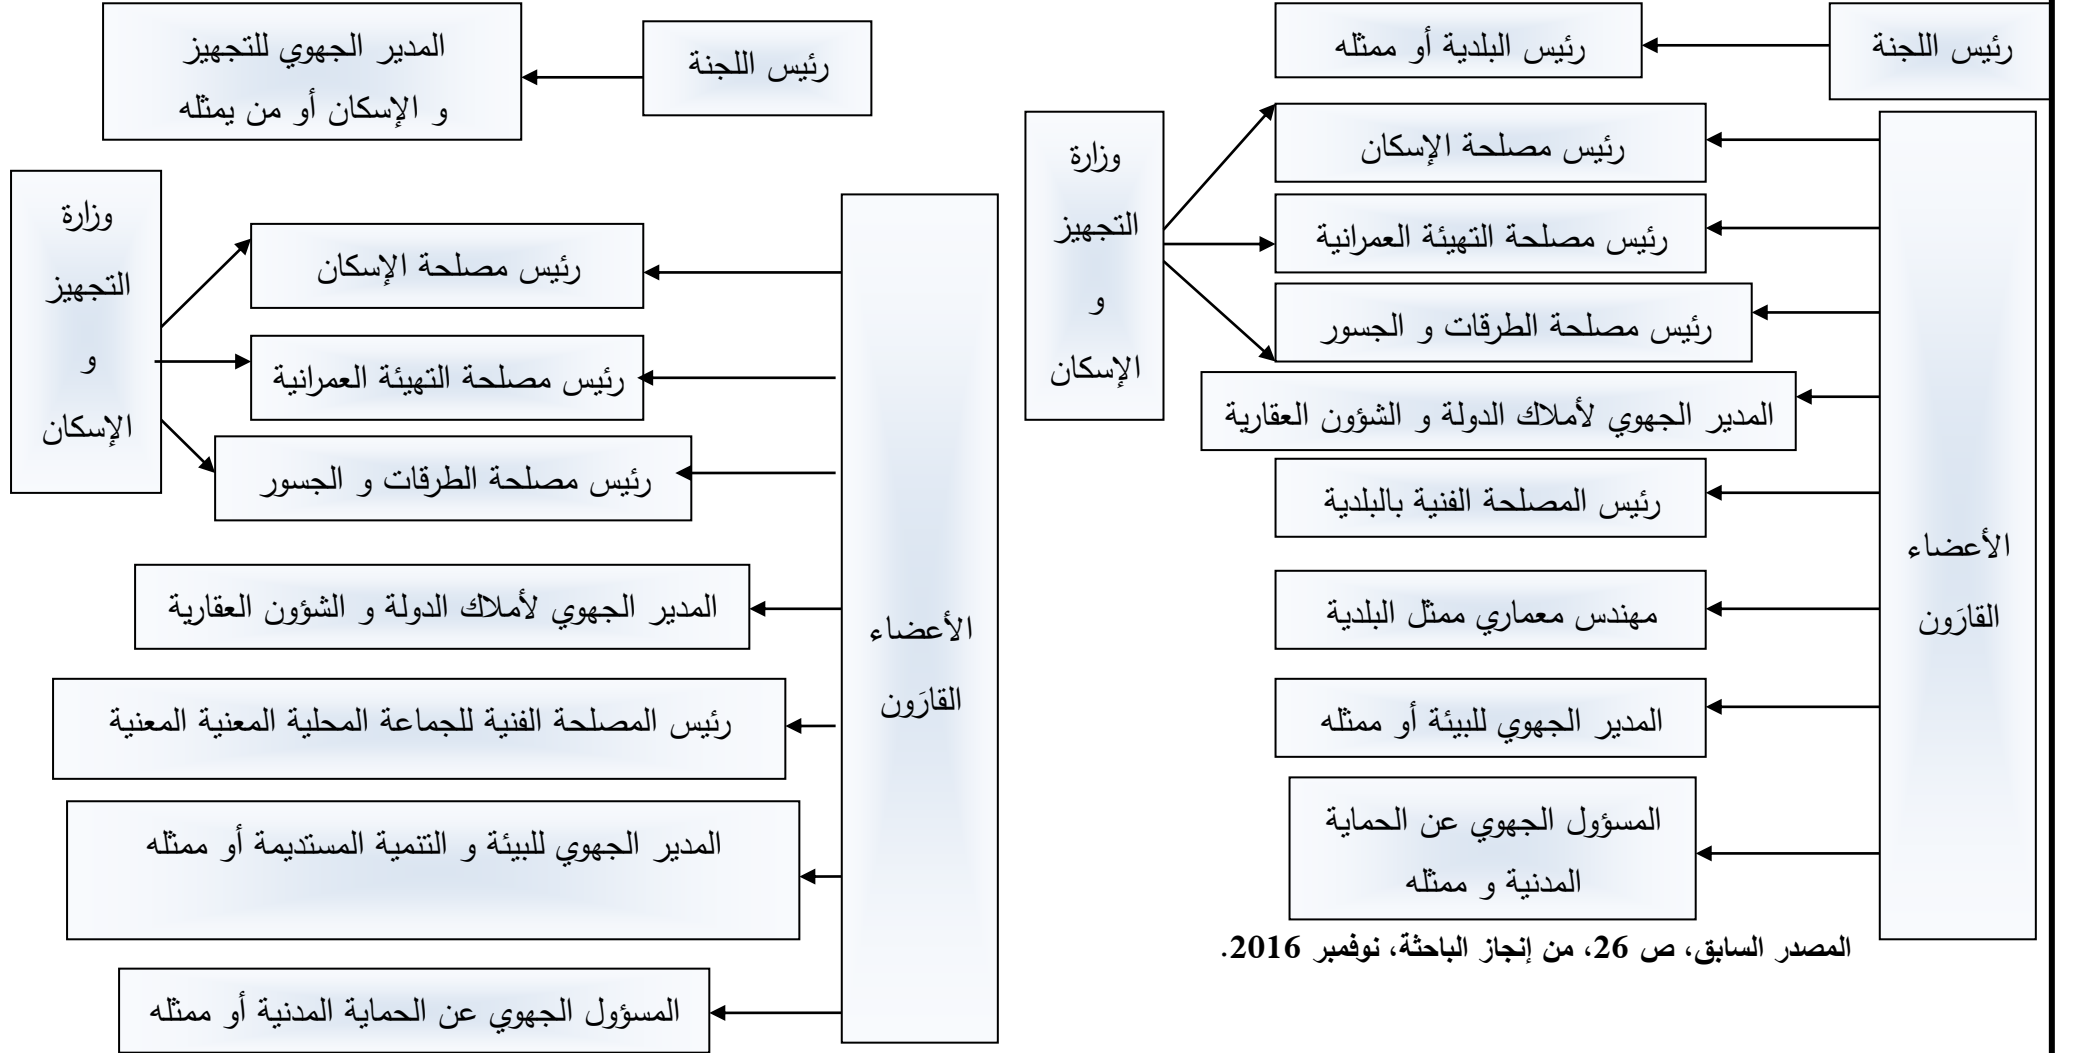 رئيس اللجنة
رئيس البلدية أو ممثله
الأعضاء
القارَون
رئيس مصلحة الإسكان
رئيس مصلحة التهيئة العمرانية
رئيس مصلحة الطرقات و الجسور
المدير الجهوي لأملاك الدولة و الشؤون العقارية
رئيس المصلحة الفنية بالبلدية
مهندس معماري ممثل البلدية
المدير الجهوي للبيئة أو ممثله
المسؤول الجهوي عن الحماية
المدنية و ممثله
وزارة
التجهيز
و
الإسكان
المصدر السابق، ص 26، من إنجاز الباحثة، نوفمبر 2016.
رئيس اللجنة
المدير الجهوي للتجهيز
و الإسكان أو من يمثله
الأعضاء
القارَون
رئيس مصلحة الإسكان
رئيس مصلحة التهيئة العمرانية
رئيس مصلحة الطرقات و الجسور
المدير الجهوي لأملاك الدولة و الشؤون العقارية
رئيس المصلحة الفنية للجماعة المحلية المعنية المعنية
المدير الجهوي للبيئة و التنمية المستديمة أو ممثله
المسؤول الجهوي عن الحماية المدنية أو ممثله
وزارة
التجهيز
و
الإسكان